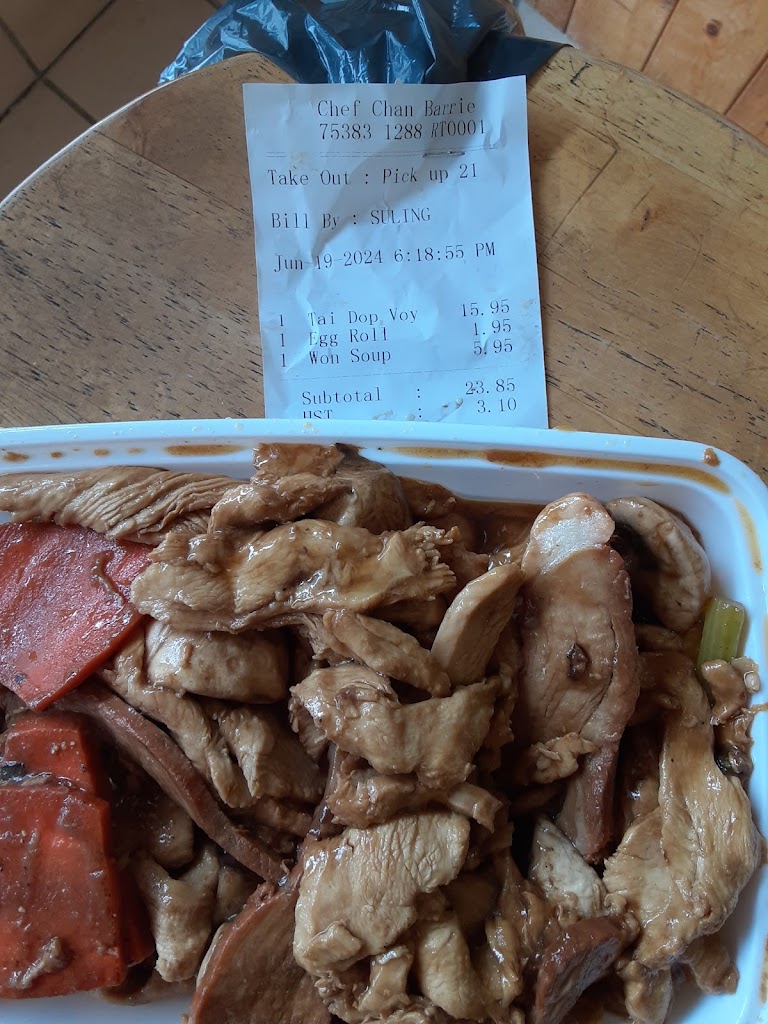 Chef Chan Barrie
75383 1288 RT0001
Take Out : Pick up 21
Bill By : SULING
Jun-19-2024 6:18:55 PM
1 Tai Dop Voy 15.95
1 Egg Roll 1.95
1 Won Soup 5.95
Subtotal : 23.85
HST : 3.10